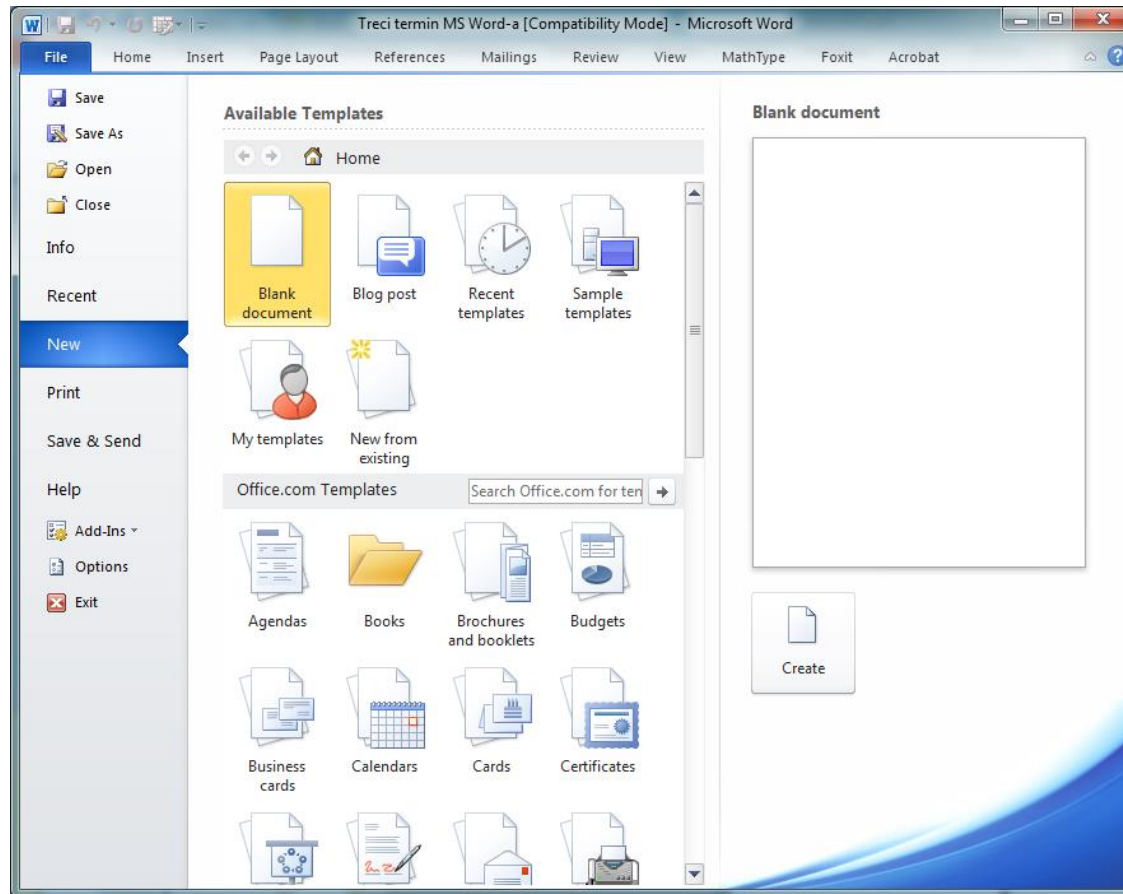 Treci termin MS Word-a [Compatibility Mode] - Microsoft Word
File Home Insert Page Layout References Mailings Review View MathType Foxit Acrobat
Save
Save As
Open
Close
Info
Recent
New
Print
Save & Send
Help
Add-Ins
Options
Exit
Available Templates
Home
Blank
document
Blog post
Recent
templates
Sample
templates
My templates
New from
existing
Office.com Templates
Search Office.com for ten
Agendas
Books
Brochures
and booklets
Budgets
Business
cards
Calendars
Cards
Certificates
Blank document
Create